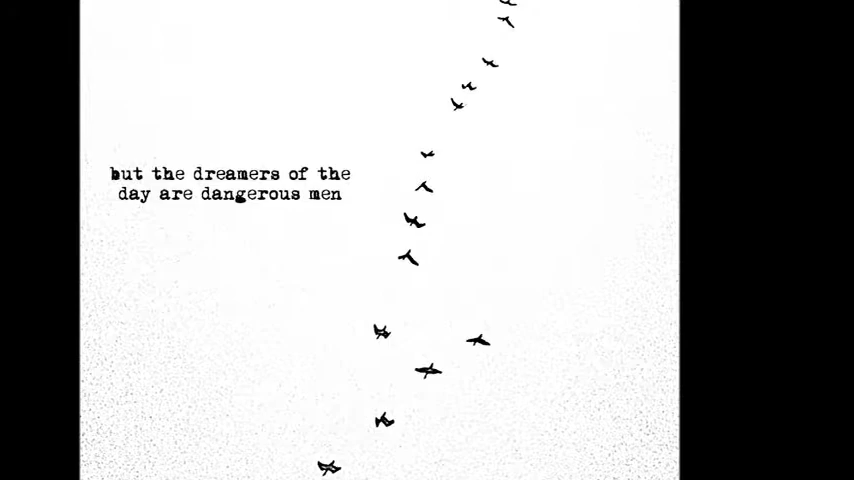 but the dreamers of the
day are dangerous men